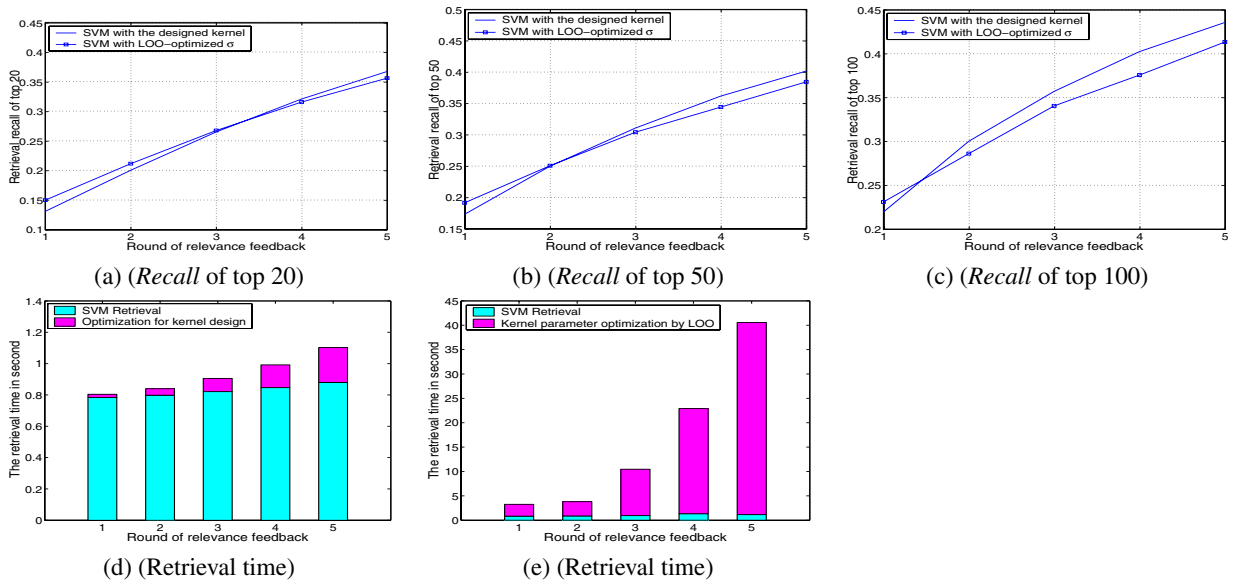 0.45
0.4
0.35
0.3
0.25
0.2
0.15
0.1
Retrieval recall of top 20
SVM with the designed kernel
SVM with LOO−optimized σ
1 2 3 4 5
Round of relevance feedback
(a) (Recall of top 20)
0.5
0.45
0.4
0.35
0.3
0.25
0.2
0.15
Retrieval recall of top 50
SVM with the designed kernel
SVM with LOO−optimized σ
1 2 3 4 5
Round of relevance feedback
(b) (Recall of top 50)
0.45
0.4
0.35
0.3
0.25
0.2
Retrieval recall of top 100
SVM with the designed kernel
SVM with LOO−optimized σ
1 2 3 4 5
Round of relevance feedback
(c) (Recall of top 100)
1.4
1.2
1
0.8
0.6
0.4
0.2
0
The retrieval time in second
SVM Retrieval
Optimization for kernel design
1 2 3 4 5
Round of relevance feedback
(d) (Retrieval time)
45
40
35
30
25
20
15
10
5
0
The retrieval time in second
SVM Retrieval
Kernel parameter optimization by LOO
1 2 3 4 5
Round of relevance feedback
(e) (Retrieval time)